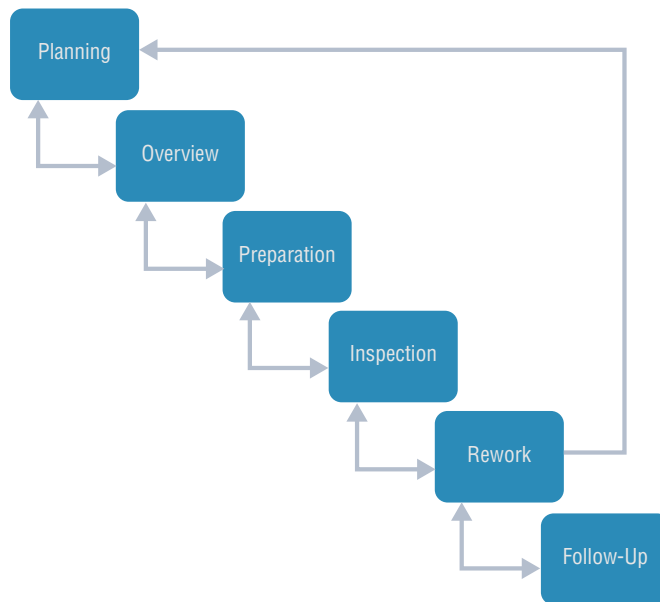 Planning
Overview
Preparation
Inspection
Rework
Follow-Up